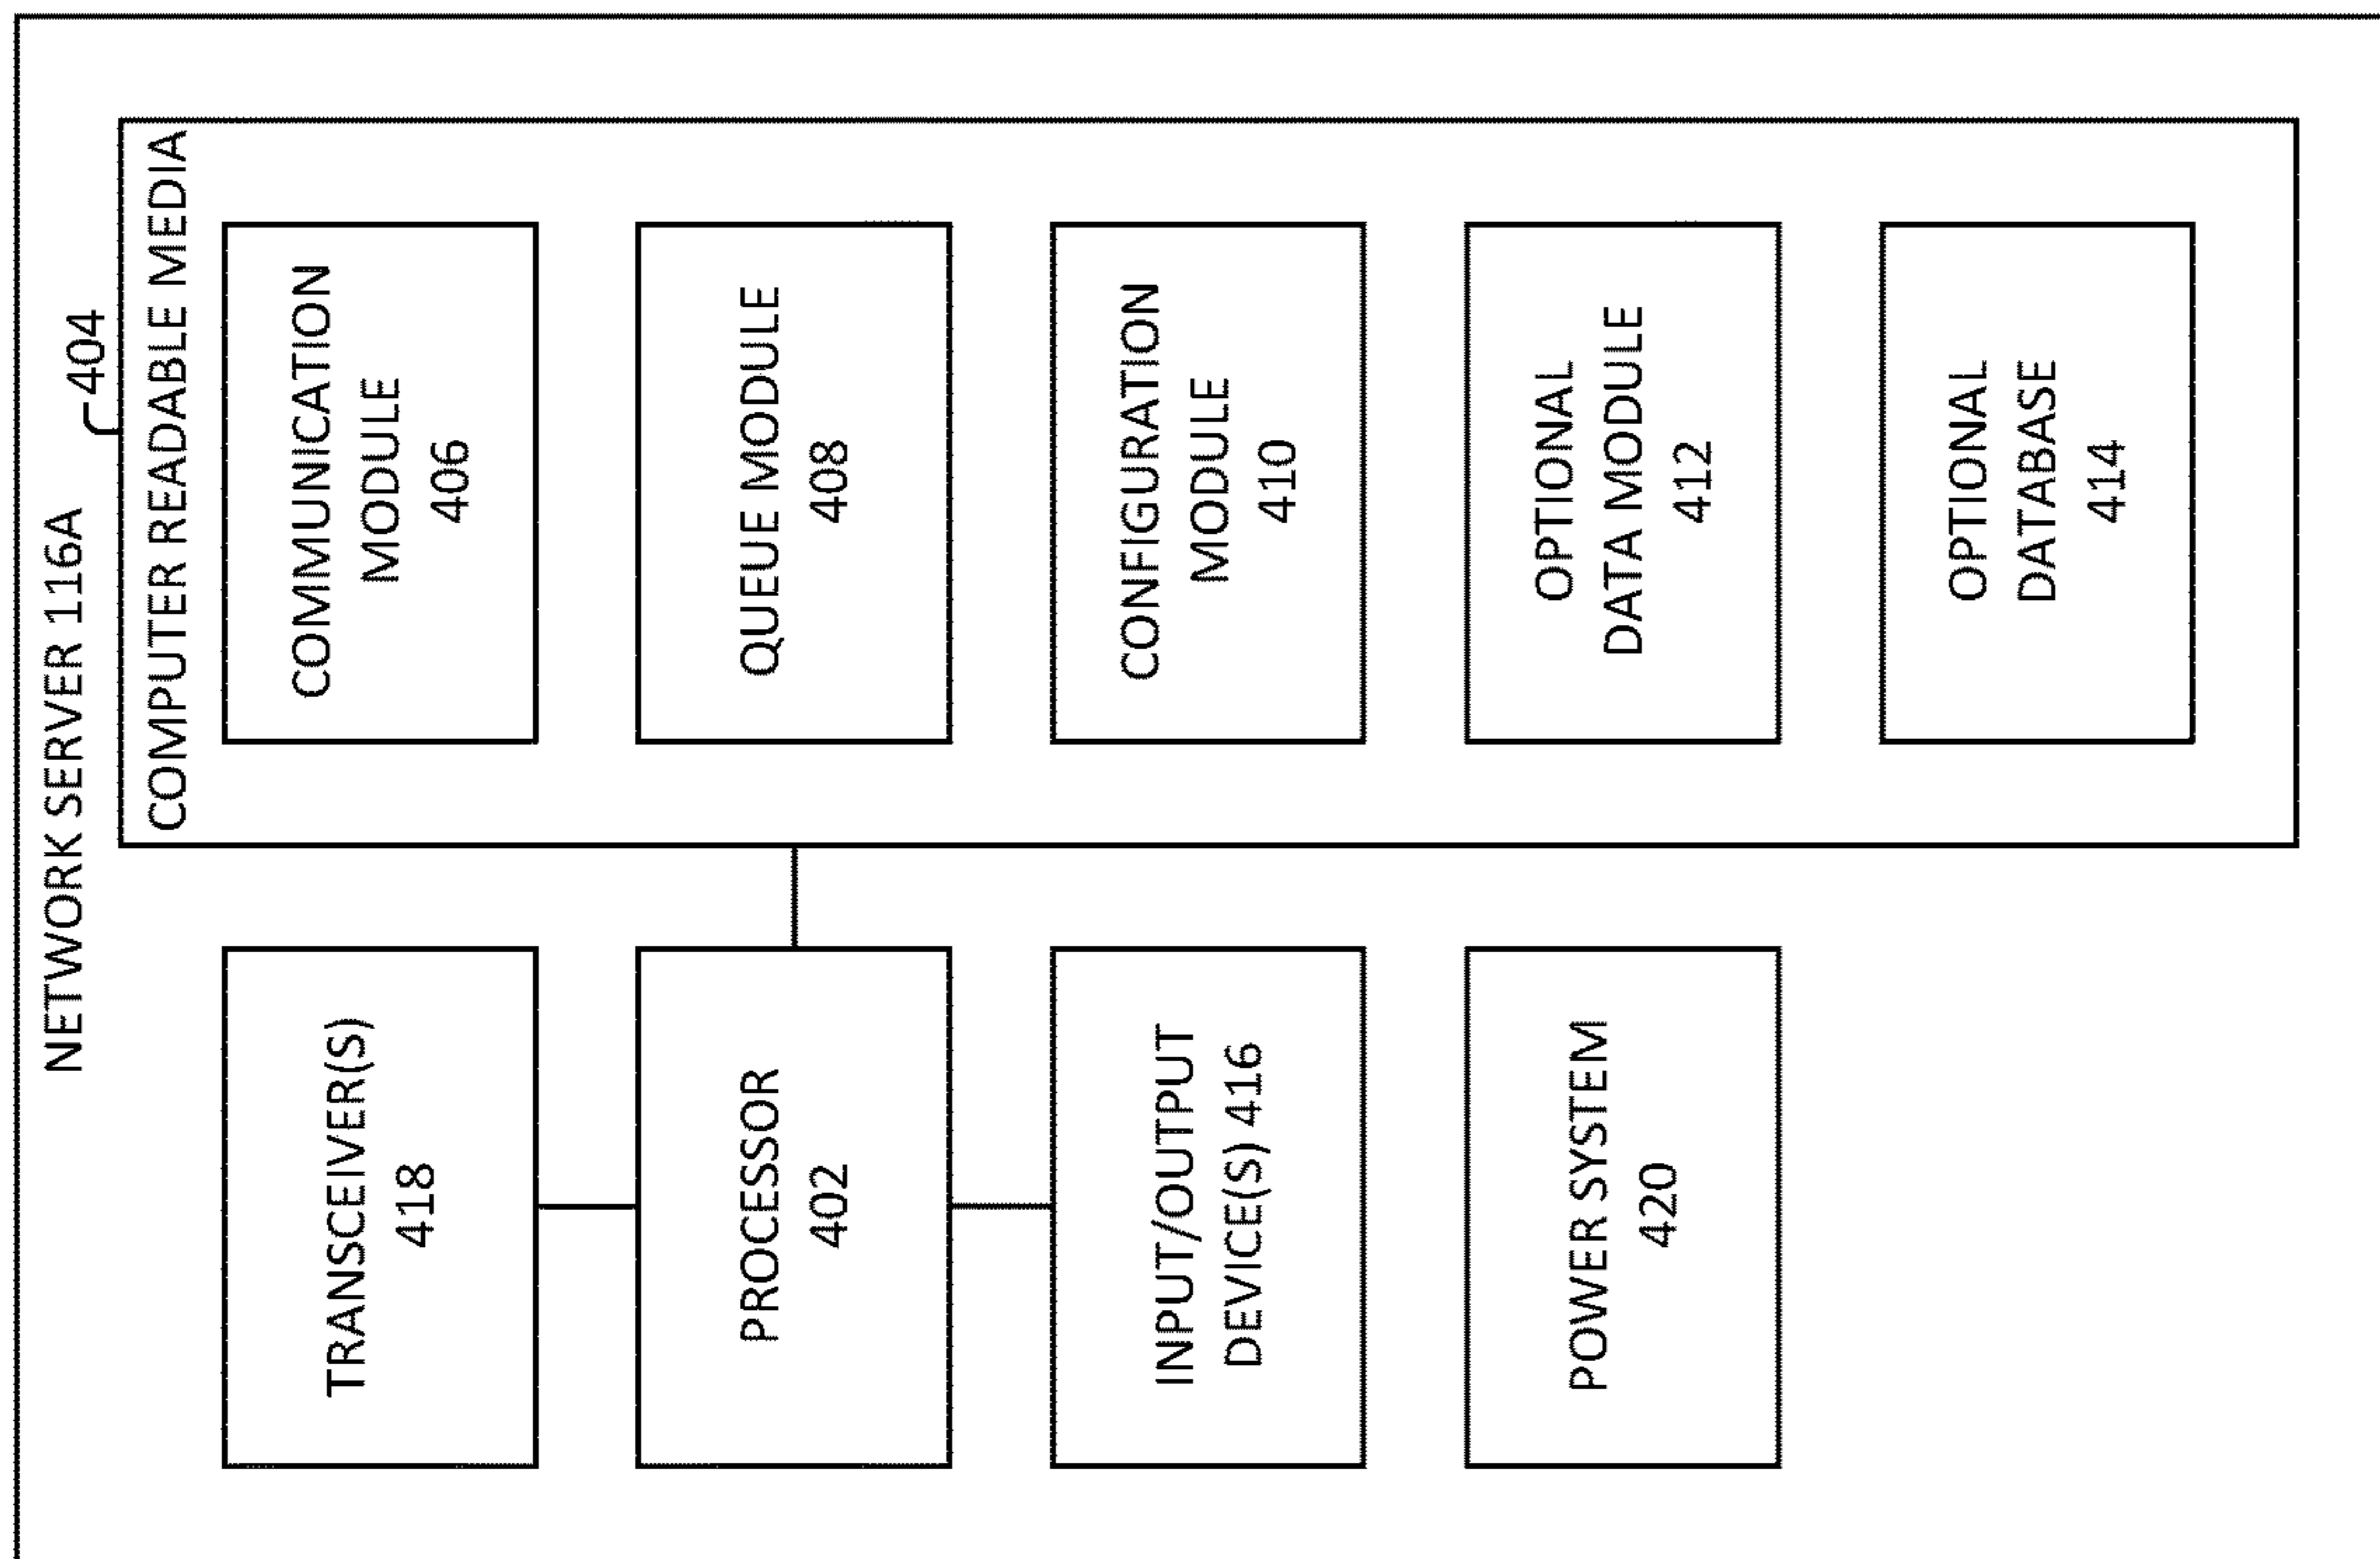 NETWORK SERVER 116A
404
COMPUTER READABLE MEDIA
TRANSCEIVER(S)
418
COMMUNICATION
MODULE
406
PROCESSOR
402
QUEUE MODULE
408
INPUT/OUTPUT
DEVICE(S) 416
CONFIGURATION
MODULE
410
POWER SYSTEM
420
OPTIONAL
DATA MODULE
412
OPTIONAL
DATABASE
414